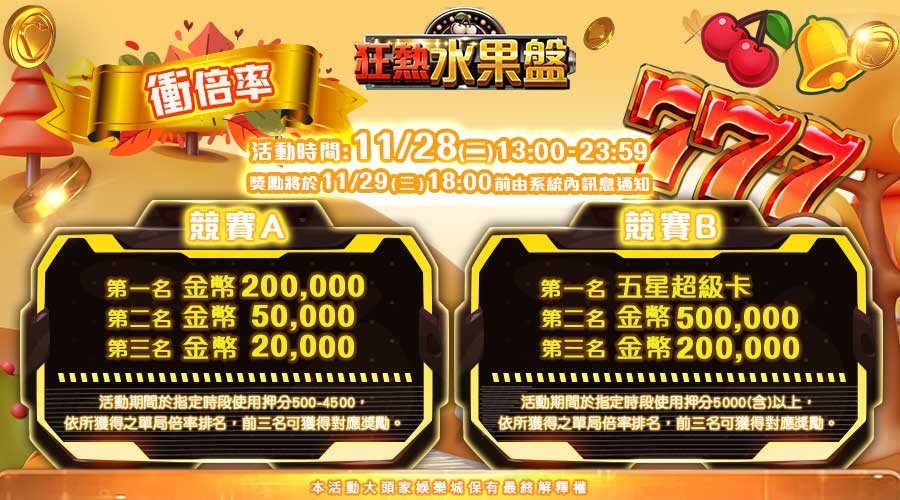 狂熱水果盤
衝倍率
777
活動時間:11/28(二)13:00-23:59
獎勵將於11/29(三)18:00前由系統內訊息通知
競賽A
第一名 金幣 200,000
第二名 金幣 50,000
第三名 金幣 20,000
活動期間於指定時段使用押分500-4500，
依所獲得之單局倍率排名，前三名可獲得對應獎勵。
競賽B
第一名 五星超級卡
第二名 金幣 500,000
第三名 金幣 200,000
活動期間於指定時段使用押分5000(含)以上，
依所獲得之單局倍率排名，前三名可獲得對應獎勵。
本活動大頭家娛樂城保有最終解釋權